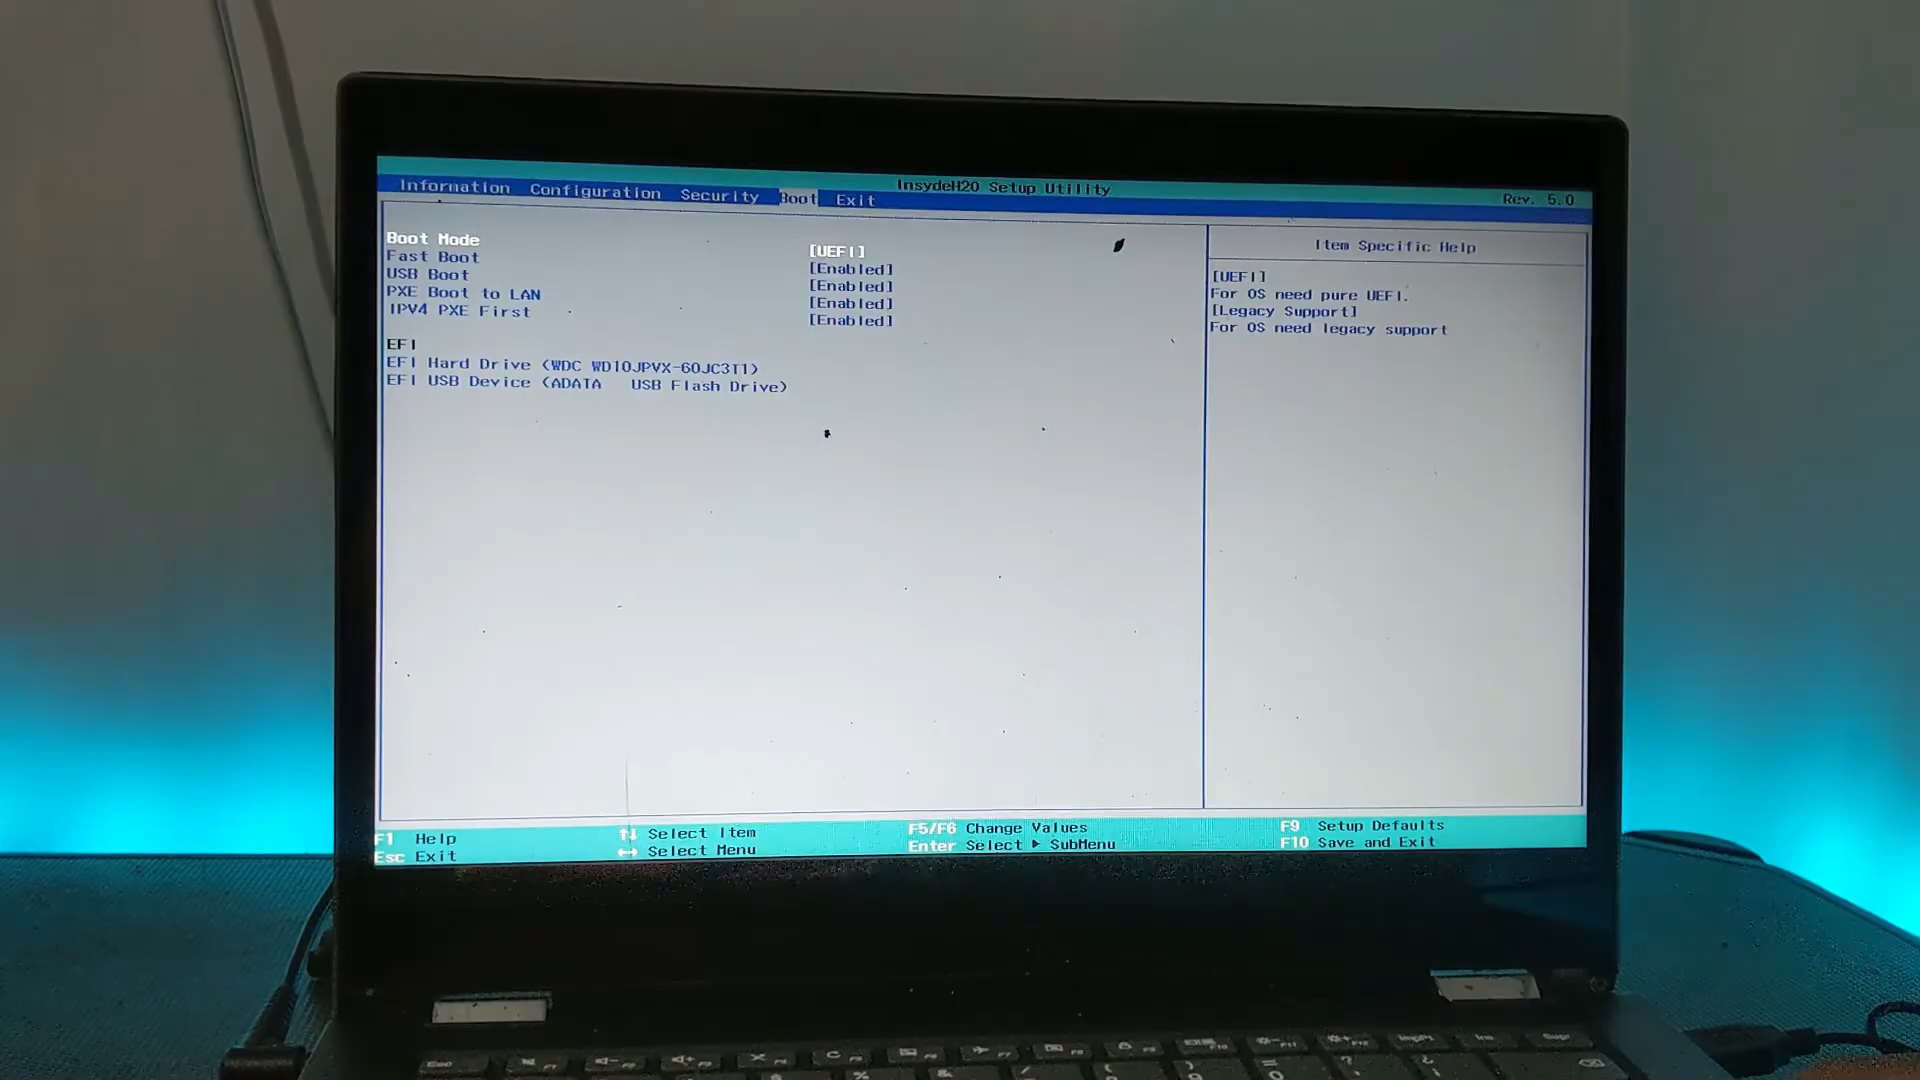 InsydeH20 Setup Utility
Rev. 5.0
Information Configuration Security Boot Exit
Boot Mode [UEFI]
Fast Boot [Enabled]
USB Boot [Enabled]
PXE Boot to LAN [Enabled]
IPV4 PXE First [Enabled]
EFI
EFI Hard Drive (WDC WD10JPVX-60JC3T1)
EFI USB Device (ADATA USB Flash Drive)
Item Specific Help
[UEFI]
For OS need pure UEFI.
[Legacy Support]
For OS need legacy support
F1 Help
↑↓ Select Item
F5/F6 Change Values
F9 Setup Defaults
Esc Exit
↔ Select Menu
Enter Select ▶ SubMenu
F10 Save and Exit
Esc
ImpPt
Ins
Supr